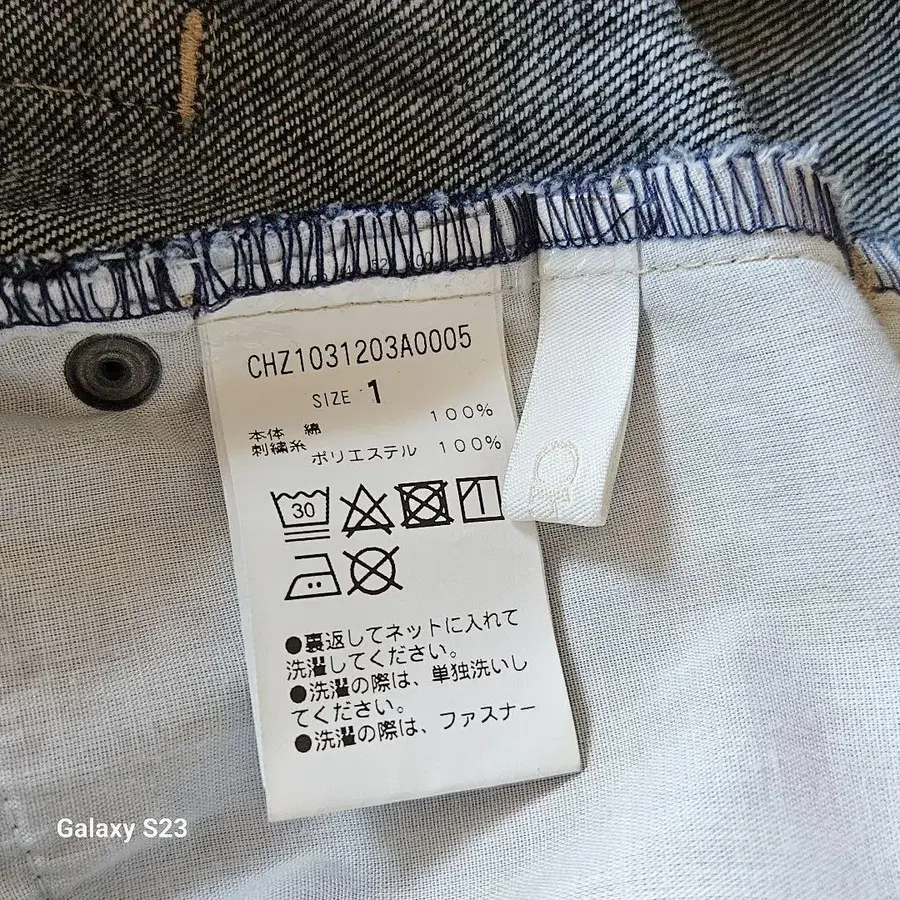 CHZ1031203A0005
SIZE 1
本体 綿 100%
刺繍糸 ポリエステル 100%
30
●裏返してネットに入れて
洗濯してください。
●洗濯の際は、単独洗いし
てください。
●洗濯の際は、ファスナー
Galaxy S23